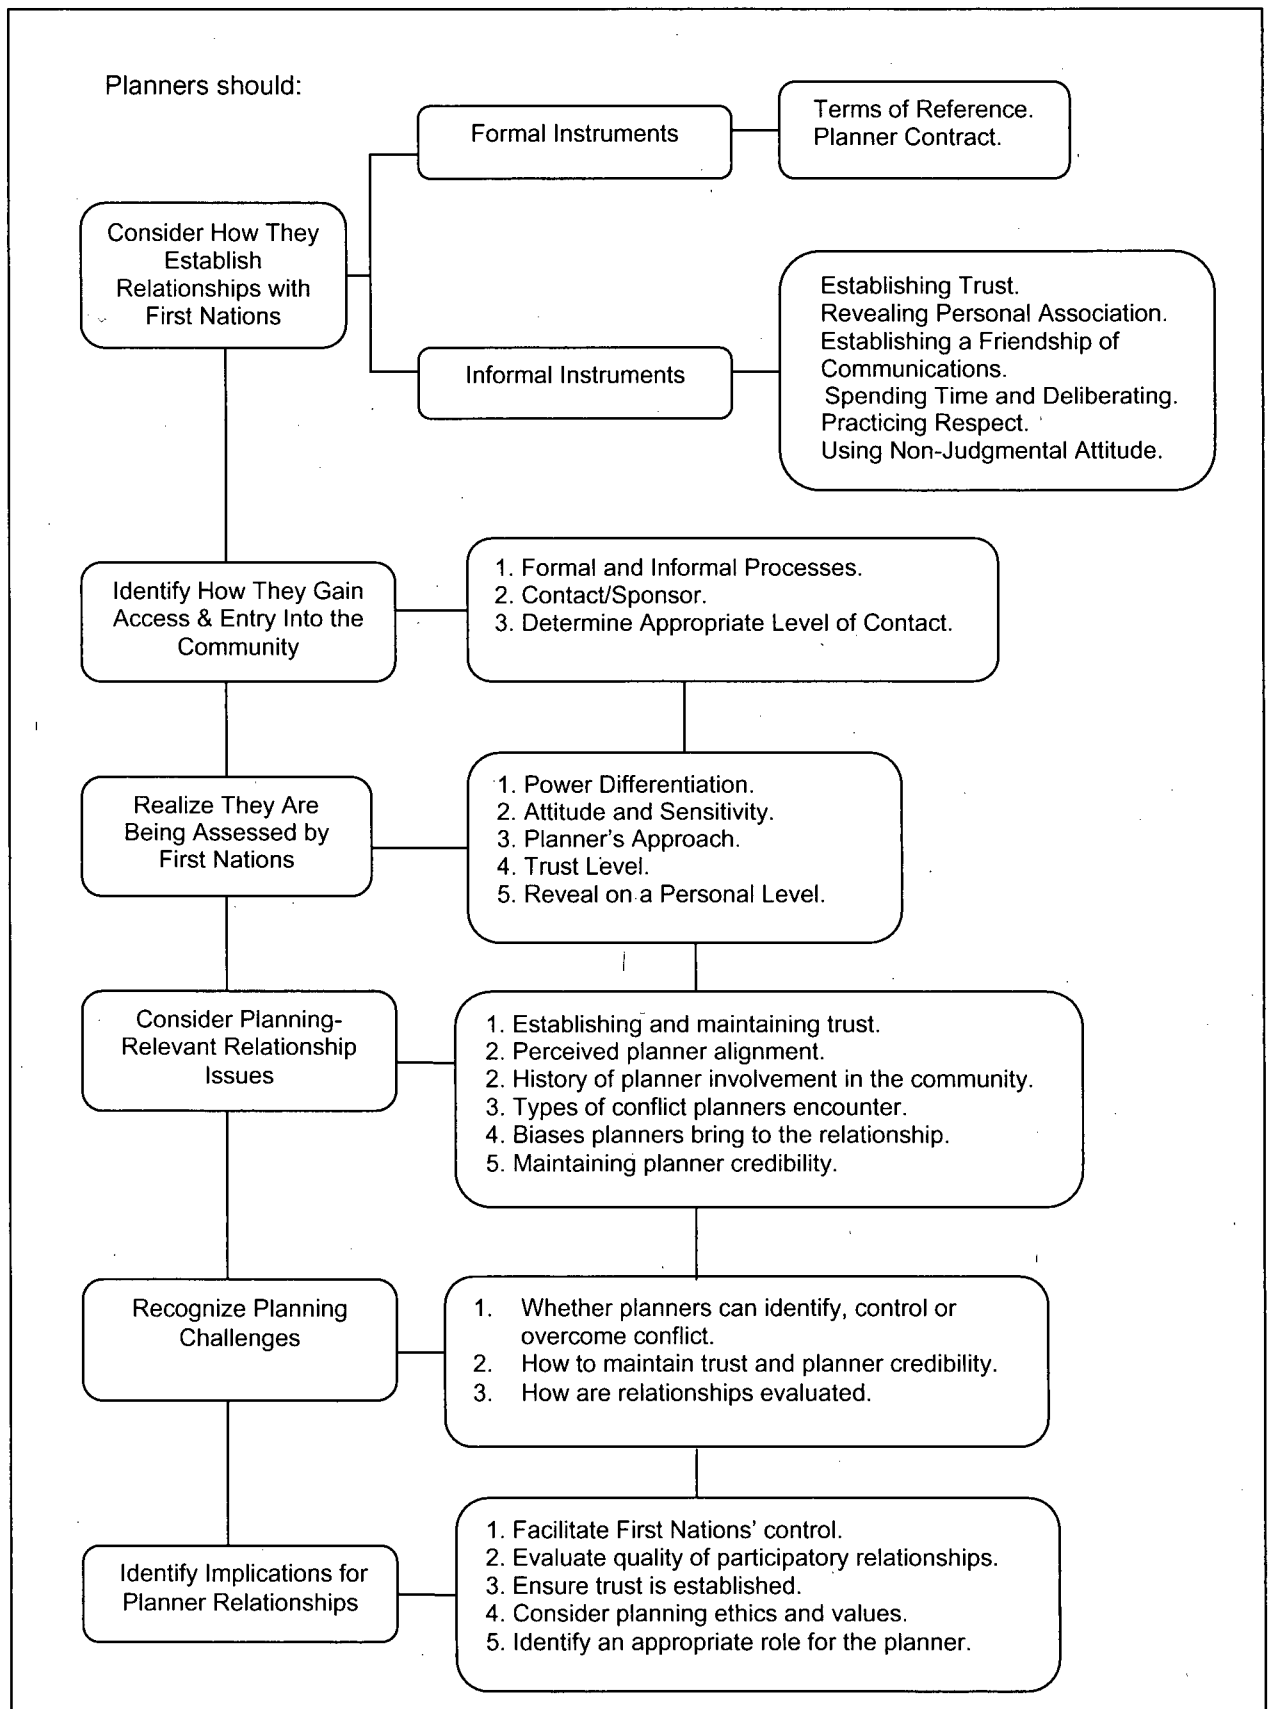 Planners should:
Formal Instruments
Terms of Reference.
Planner Contract.
Consider How They
Establish
Relationships with
First Nations
Informal Instruments
Establishing Trust.
Revealing Personal Association.
Establishing a Friendship of
Communications.
Spending Time and Deliberating.
Practicing Respect.
Using Non-Judgmental Attitude.
Identify How They Gain
Access & Entry Into the
Community
1. Formal and Informal Processes.
2. Contact/Sponsor.
3. Determine Appropriate Level of Contact.
Realize They Are
Being Assessed by
First Nations
1. Power Differentiation.
2. Attitude and Sensitivity.
3. Planner's Approach.
4. Trust Level.
5. Reveal on a Personal Level.
Consider Planning-
Relevant Relationship
Issues
1. Establishing and maintaining trust.
2. Perceived planner alignment.
2. History of planner involvement in the community.
3. Types of conflict planners encounter.
4. Biases planners bring to the relationship.
5. Maintaining planner credibility.
Recognize Planning
Challenges
1. Whether planners can identify, control or
overcome conflict.
2. How to maintain trust and planner credibility.
3. How are relationships evaluated.
Identify Implications for
Planner Relationships
1. Facilitate First Nations' control.
2. Evaluate quality of participatory relationships.
3. Ensure trust is established.
4. Consider planning ethics and values.
5. Identify an appropriate role for the planner.